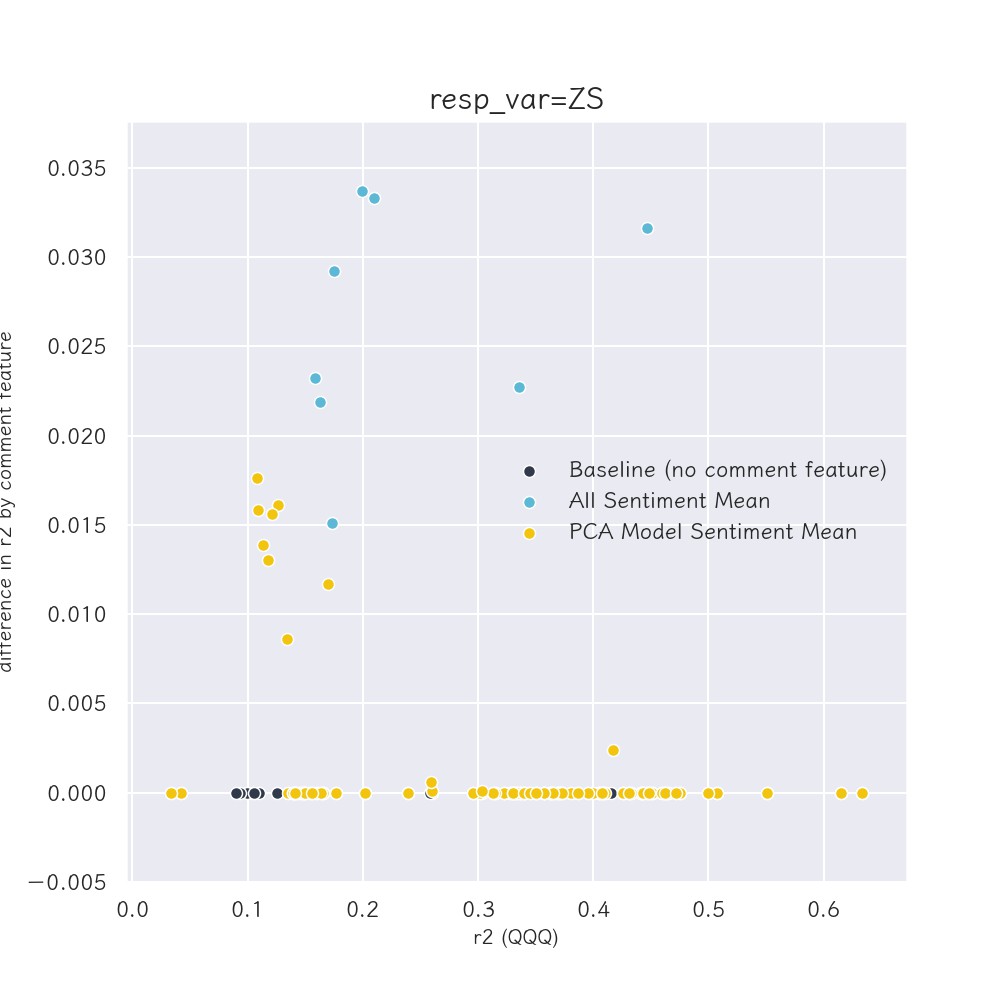 resp_var=ZS
0.035
0.030
0.025
0.020
0.015
0.010
0.005
0.000
−0.005
difference in r2 by comment feature
Baseline (no comment feature)
All Sentiment Mean
PCA Model Sentiment Mean
0.0 0.1 0.2 0.3 0.4 0.5 0.6
r2 (QQQ)